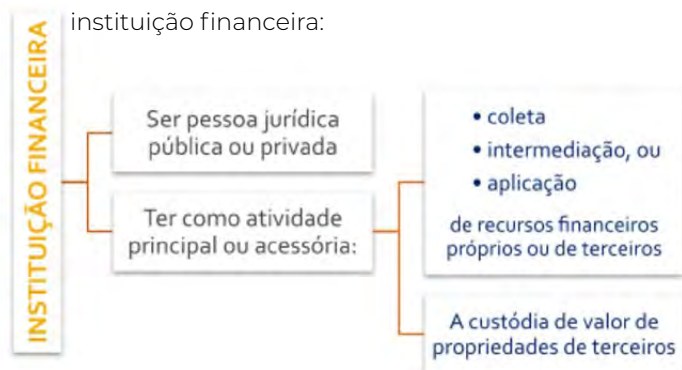 instituição financeira:
INSTITUIÇÃO FINANCEIRA
Ser pessoa jurídica
pública ou privada
Ter como atividade
principal ou acessória:
• coleta
• intermediação, ou
• aplicação
de recursos financeiros
próprios ou de terceiros
A custódia de valor de
propriedades de terceiros